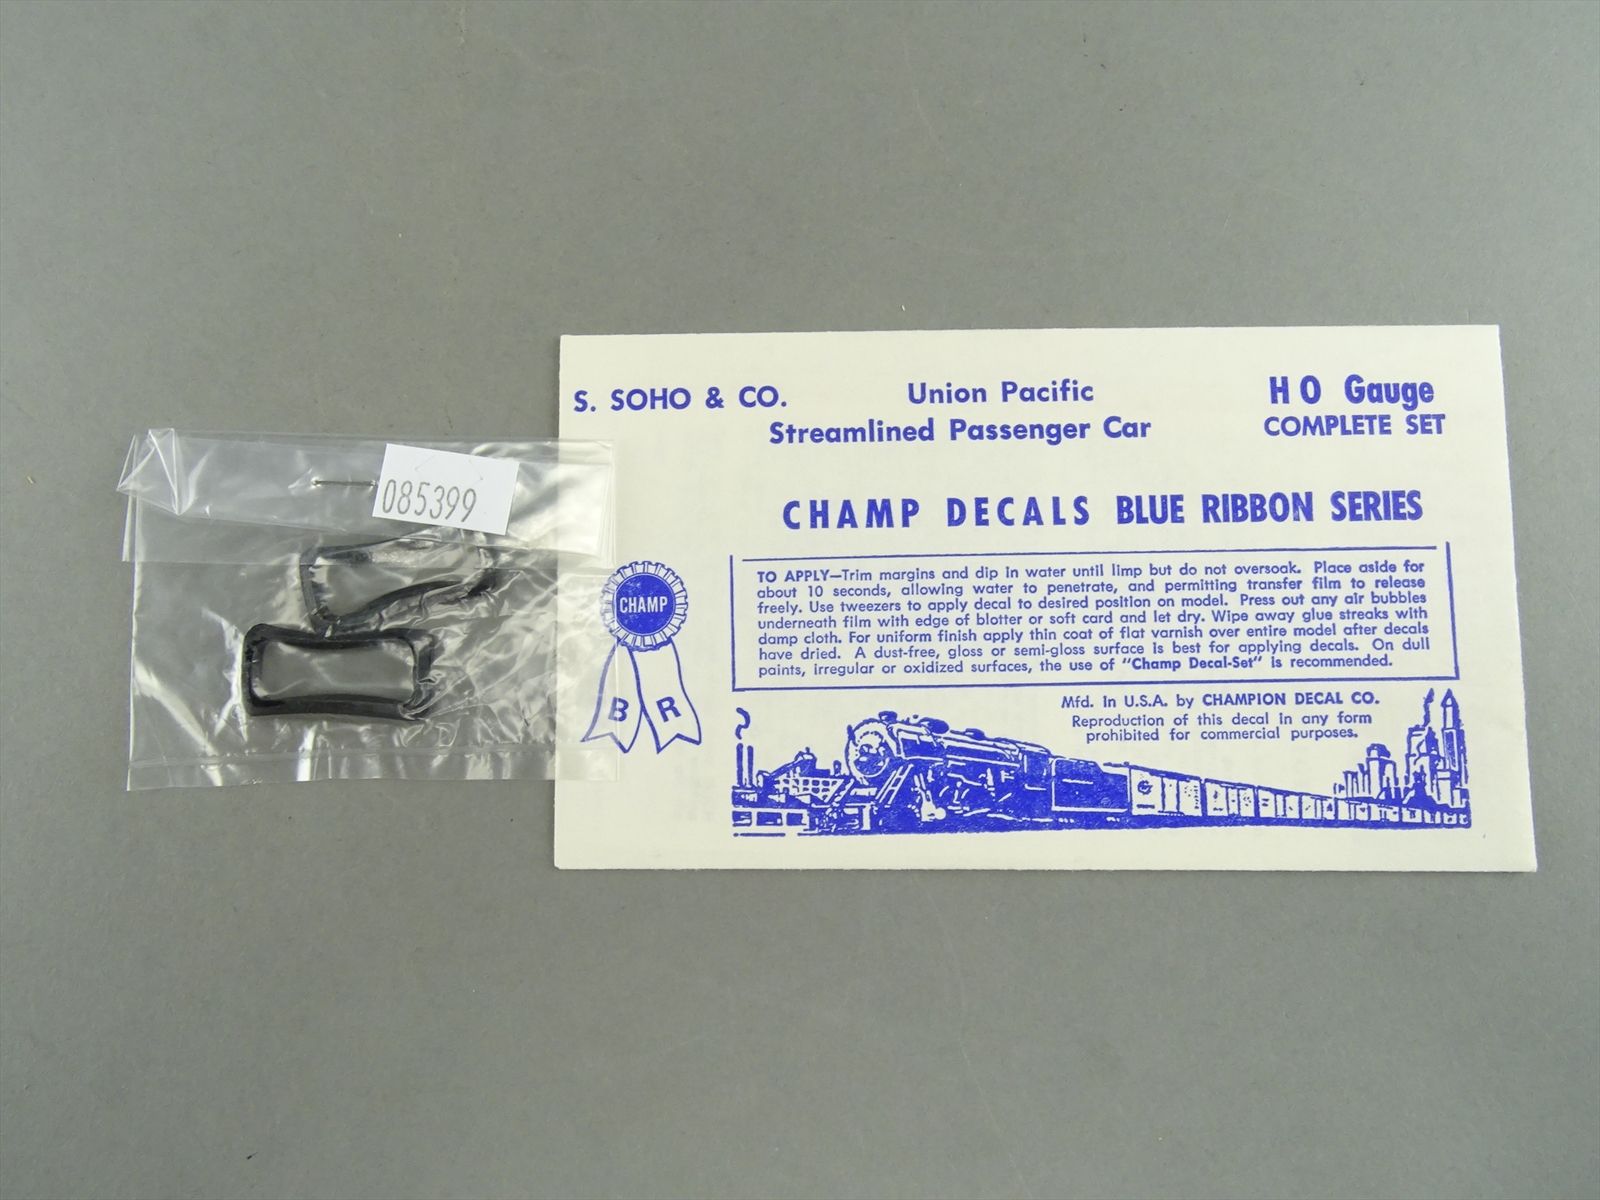 S. SOHO & CO.
Union Pacific
Streamlined Passenger Car
HO Gauge
COMPLETE SET
CHAMP DECALS BLUE RIBBON SERIES
085399
CHAMP
B R
TO APPLY—Trim margins and dip in water until limp but do not oversoak. Place aside for
about 10 seconds, allowing water to penetrate, and permitting transfer film to release
freely. Use tweezers to apply decal to desired position on model. Press out any air bubbles
underneath film with edge of blotter or soft card and let dry. Wipe away glue streaks with
damp cloth. For uniform finish apply thin coat of flat varnish over entire model after decals
have dried. A dust-free, gloss or semi-gloss surface is best for applying decals. On dull
paints, irregular or oxidized surfaces, the use of "Champ Decal-Set" is recommended.
Mfd. in U.S.A. by CHAMPION DECAL CO.
Reproduction of this decal in any form
prohibited for commercial purposes.